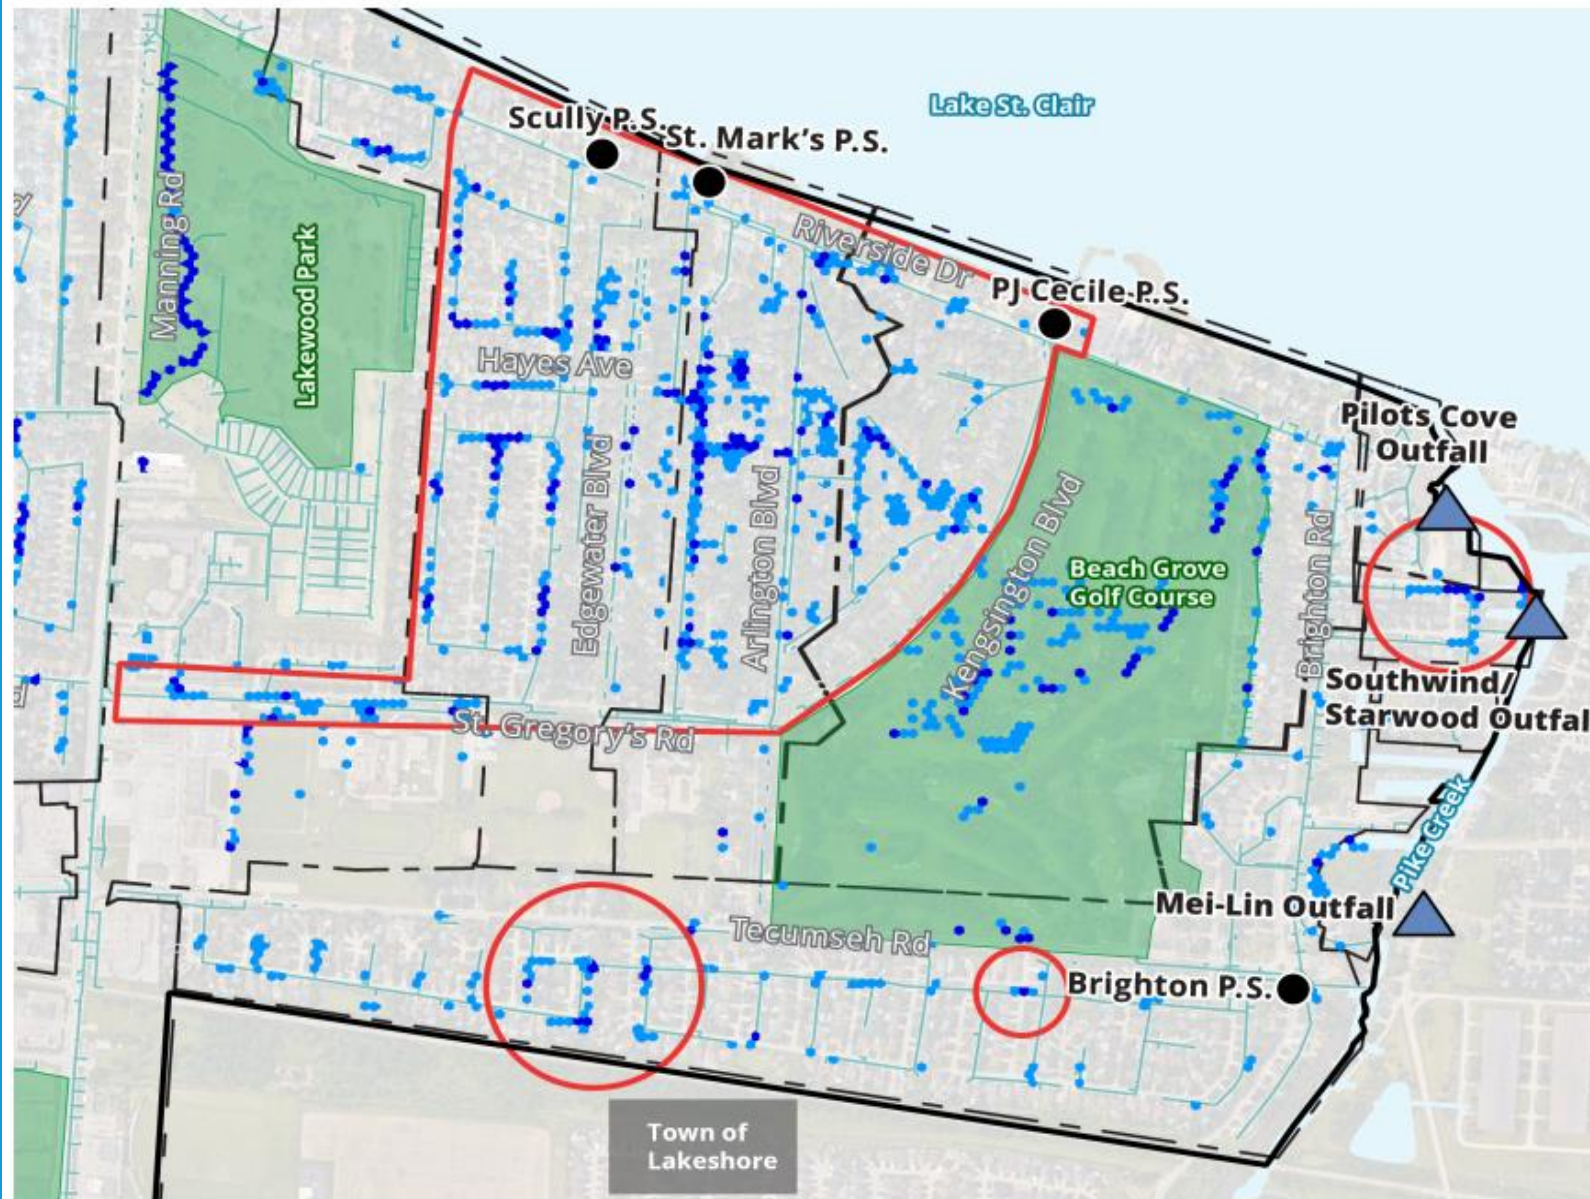 Lake St. Clair
Scully P.S.
St. Mark's P.S.
Manning Rd
Lakewood Park
Riverside Dr
PJ Cecile P.S.
Hayes Ave
Pilots Cove
Outfall
Edgewater Blvd
Arlington Blvd
Kengsington Blvd
Beach Grove
Golf Course
Brighton Rd
Southwind/
Starwood Outfal
St. Gregory's Rd
Pike Creek
Mei-Lin Outfall
Tecumseh Rd
Brighton P.S.
Town of
Lakeshore